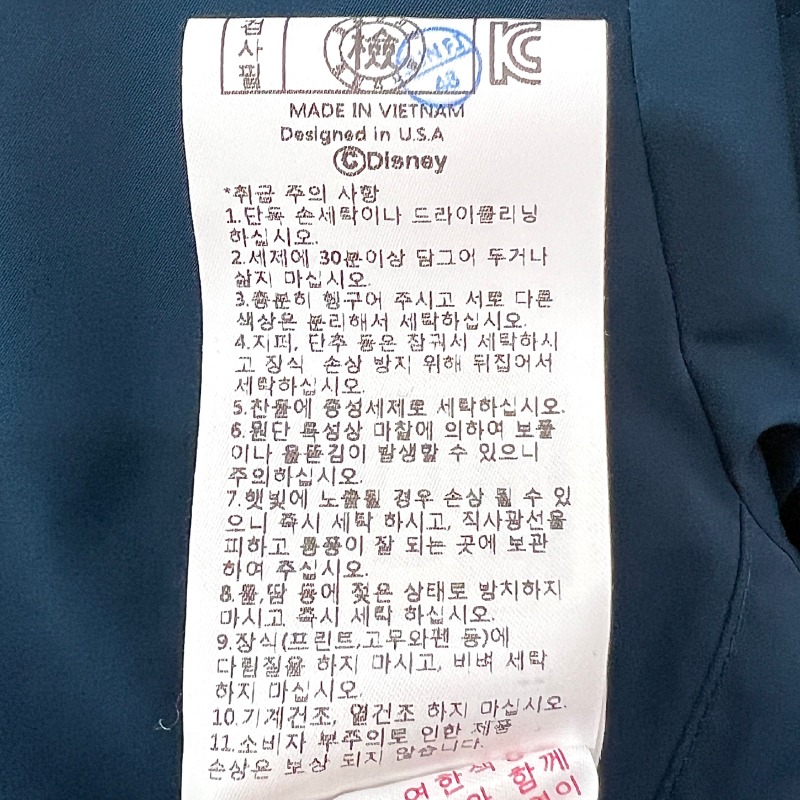 검사필
檢
KC
MADE IN VIETNAM
Designed in U.S.A
©Disney
*취급 주의 사항
1.단독 손세탁이나 드라이클리닝
하십시오.
2.세제에 30분이상 담그어 두거나
삶지 마십시오.
3.충분히 헹구어 주시고 서로 다른
색상은 분리해서 세탁하십시오.
4.지퍼, 단추 등은 잠궈서 세탁하시
고 장식 손상 방지 위해 뒤집어서
세탁하십시오.
5.찬물에 중성세제로 세탁하십시오.
6.원단 특성상 마찰에 의하여 보풀
이나 올뜯김이 발생할 수 있으니
주의하십시오.
7.햇빛에 노출될 경우 손상 될 수 있
으니 즉시 세탁 하시고, 직사광선을
피하고 통풍이 잘 되는 곳에 보관
하여 주십시오.
8.물,땀 등에 젖은 상태로 방치하지
마시고 즉시 세탁 하십시오.
9.장식(프린트,고무와펜 등)에
다림질을 하지 마시고, 비벼 세탁
하지 마십시오.
10.기계건조, 열건조 하지 마십시오.
11.소비자 부주의로 인한 제품
손상은 보상 되지 않습니다.
함께